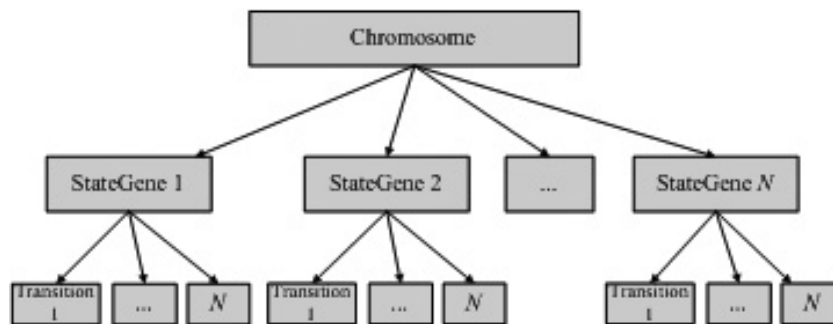 Chromosome
StateGene 1
StateGene 2
...
StateGene N
Transition
1
...
N
Transition
1
...
N
Transition
1
...
N